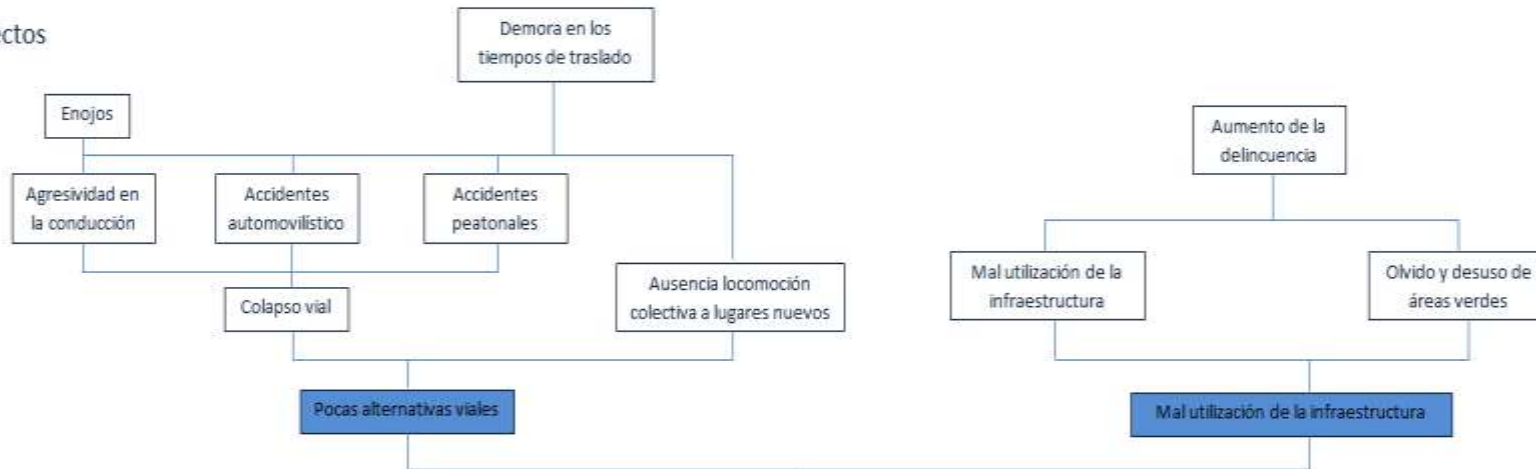 ectos
Demora en los
tiempos de traslado
Enojos
Aumento de la
delincuencia
Agresividad en
la conducción
Accidentes
automovilístico
Accidentes
peatonales
Ausencia locomoción
colectiva a lugares nuevos
Mal utilización de la
infraestructura
Olvido y desuso de
áreas verdes
Colapso vial
Pocas alternativas viales
Mal utilización de la infraestructura